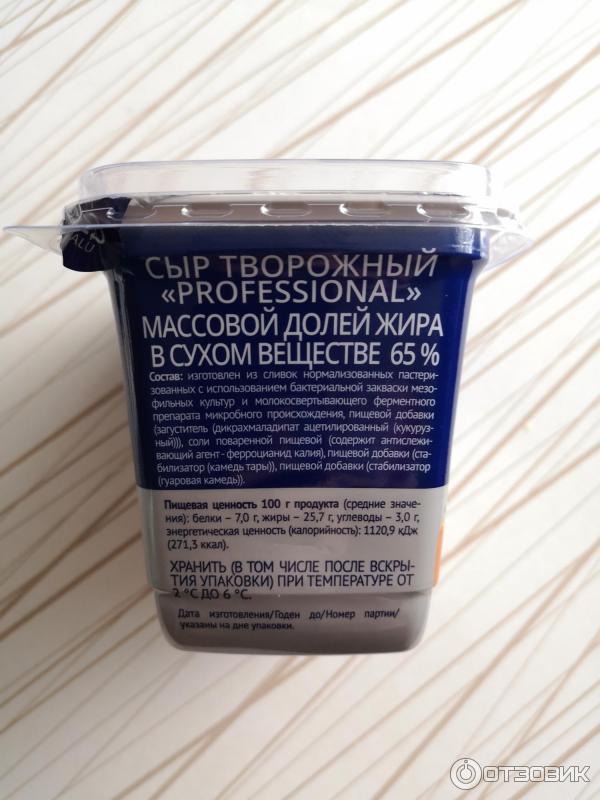 ALU
СЫР ТВОРОЖНЫЙ
«PROFESSIONAL»
МАССОВОЙ ДОЛЕЙ ЖИРА
В СУХОМ ВЕЩЕСТВЕ 65 %
Состав: изготовлен из сливок нормализованных пастери-
зованных с использованием бактериальной закваски мезо-
фильных культур и молокосвертывающего ферментного
препарата микробного происхождения, пищевой добавки
(загуститель (дикрахмаладипат ацетилированный (кукуруз-
ный))), соли поваренной пищевой (содержит антислежи-
вающий агент - ферроцианид калия), пищевой добавки (ста-
билизатор (камедь тары)), пищевой добавки (стабилизатор
(гуаровая камедь)).
Пищевая ценность 100 г продукта (средние значе-
ния): белки – 7,0 г, жиры – 25,7 г, углеводы – 3,0 г,
энергетическая ценность (калорийность): 1120,9 кДж
(271,3 ккал).
ХРАНИТЬ (В ТОМ ЧИСЛЕ ПОСЛЕ ВСКРЫ-
ТИЯ УПАКОВКИ) ПРИ ТЕМПЕРАТУРЕ ОТ
2 °С ДО 6 °С.
Дата изготовления/Годен до/Номер партии/
указаны на дне упаковки.
ОТЗОВИК